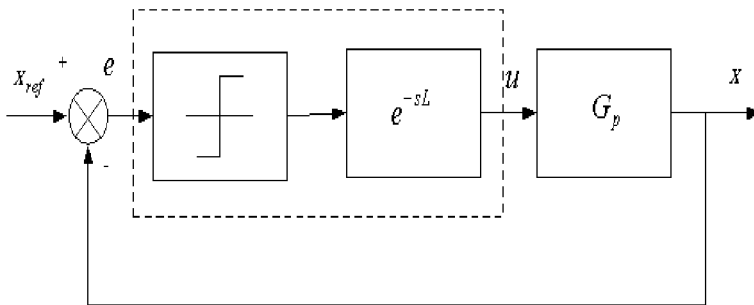 x_ref
+
e
-
e^{-sL}
u
G_p
x